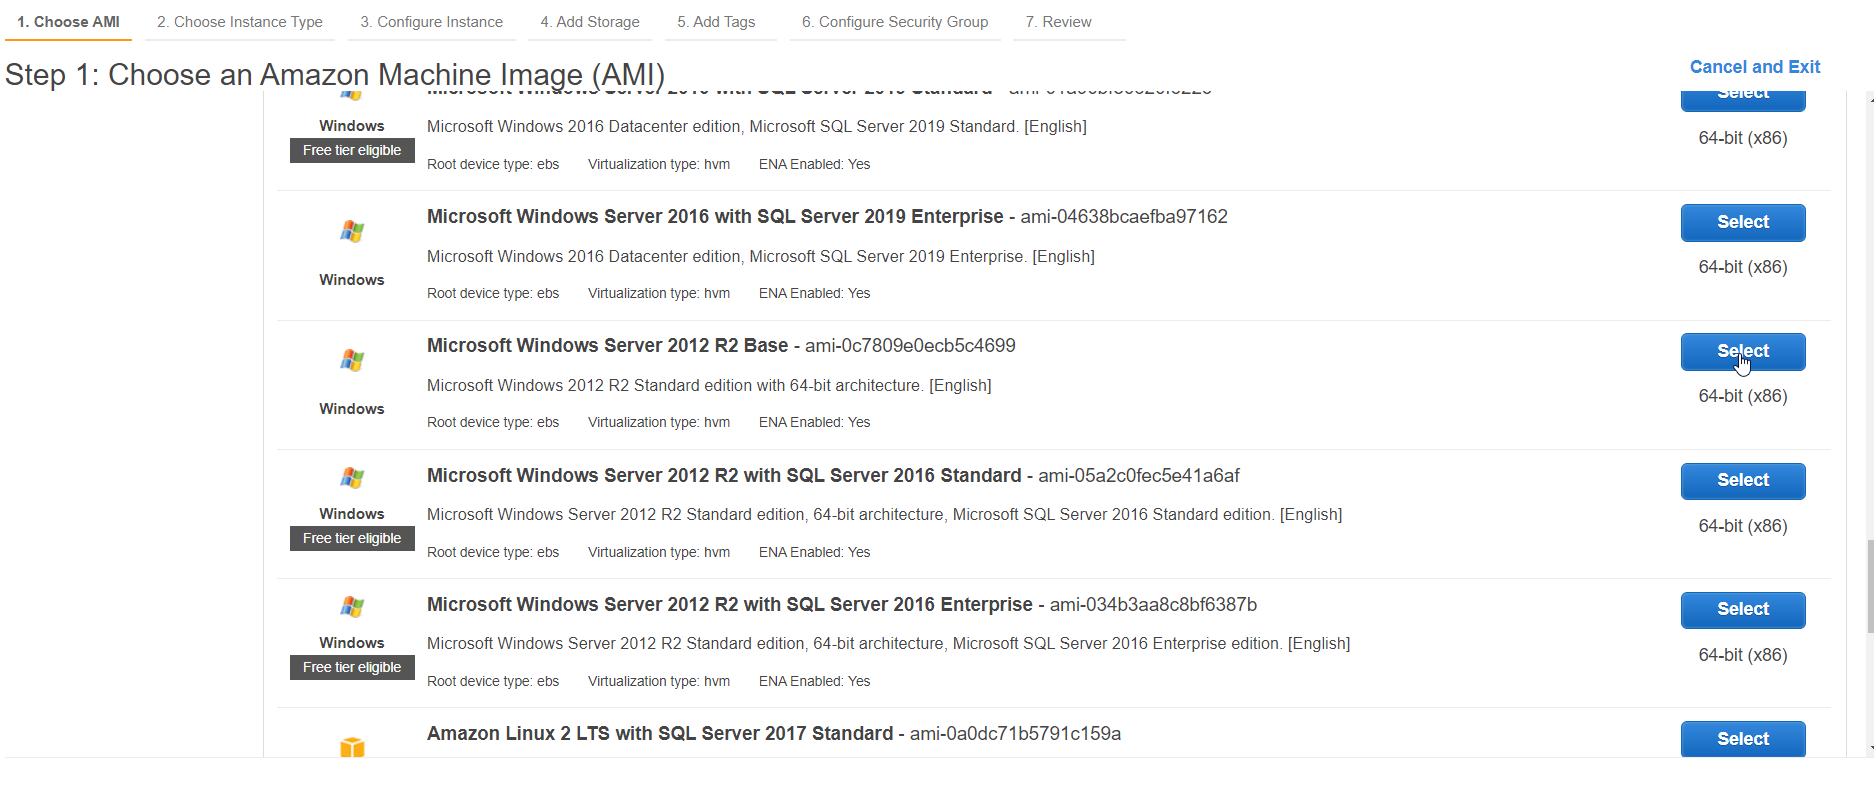 1. Choose AMI 2. Choose Instance Type 3. Configure Instance 4. Add Storage 5. Add Tags 6. Configure Security Group 7. Review
Step 1: Choose an Amazon Machine Image (AMI) Cancel and Exit
Select
Windows Microsoft Windows 2016 Datacenter edition, Microsoft SQL Server 2019 Standard. [English] 64-bit (x86)
Free tier eligible
Root device type: ebs Virtualization type: hvm ENA Enabled: Yes
Microsoft Windows Server 2016 with SQL Server 2019 Enterprise - ami-04638bcaefba97162 Select
Microsoft Windows 2016 Datacenter edition, Microsoft SQL Server 2019 Enterprise. [English] 64-bit (x86)
Windows
Root device type: ebs Virtualization type: hvm ENA Enabled: Yes
Microsoft Windows Server 2012 R2 Base - ami-0c7809e0ecb5c4699 Select
Microsoft Windows 2012 R2 Standard edition with 64-bit architecture. [English] 64-bit (x86)
Windows
Root device type: ebs Virtualization type: hvm ENA Enabled: Yes
Microsoft Windows Server 2012 R2 with SQL Server 2016 Standard - ami-05a2c0fec5e41a6af Select
Windows Microsoft Windows Server 2012 R2 Standard edition, 64-bit architecture, Microsoft SQL Server 2016 Standard edition. [English] 64-bit (x86)
Free tier eligible
Root device type: ebs Virtualization type: hvm ENA Enabled: Yes
Microsoft Windows Server 2012 R2 with SQL Server 2016 Enterprise - ami-034b3aa8c8bf6387b Select
Windows Microsoft Windows Server 2012 R2 Standard edition, 64-bit architecture, Microsoft SQL Server 2016 Enterprise edition. [English] 64-bit (x86)
Free tier eligible
Root device type: ebs Virtualization type: hvm ENA Enabled: Yes
Amazon Linux 2 LTS with SQL Server 2017 Standard - ami-0a0dc71b5791c159a Select